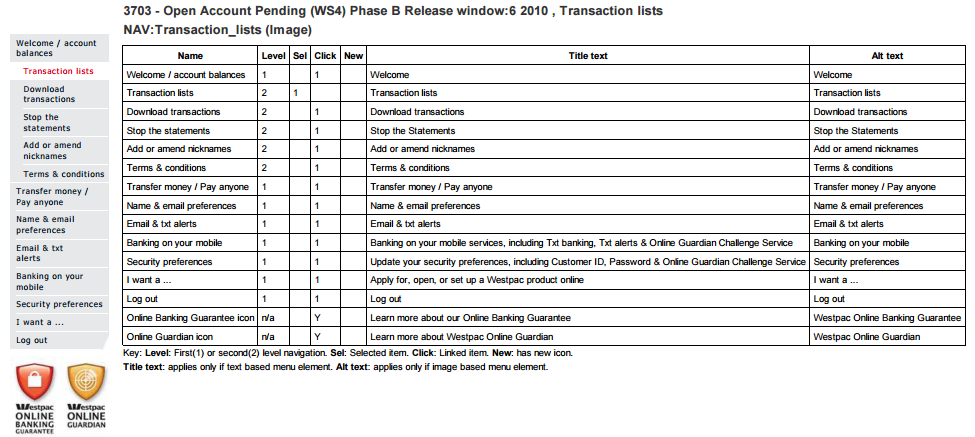 3703 - Open Account Pending (WS4) Phase B Release window:6 2010 , Transaction lists
NAV:Transaction_lists (Image)
Welcome / account
balances
Transaction lists
Download
transactions
Stop the
statements
Add or amend
nicknames
Terms & conditions
Transfer money /
Pay anyone
Name & email
preferences
Email & txt
alerts
Banking on your
mobile
Security preferences
I want a ...
Log out
Westpac
ONLINE
BANKING
GUARANTEE
Westpac
ONLINE
GUARDIAN
Name Level Sel Click New Title text Alt text
Welcome / account balances 1 1 Welcome Welcome
Transaction lists 2 1 Transaction lists Transaction lists
Download transactions 2 1 Download transactions Download transactions
Stop the statements 2 1 Stop the Statements Stop the Statements
Add or amend nicknames 2 1 Add or amend nicknames Add or amend nicknames
Terms & conditions 2 1 Terms & conditions Terms & conditions
Transfer money / Pay anyone 1 1 Transfer money / Pay anyone Transfer money / Pay anyone
Name & email preferences 1 1 Name & email preferences Name & email preferences
Email & txt alerts 1 1 Email & txt alerts Email & txt alerts
Banking on your mobile 1 1 Banking on your mobile services, including Txt banking, Txt alerts & Online Guardian Challenge Service Banking on your mobile
Security preferences 1 1 Update your security preferences, including Customer ID, Password & Online Guardian Challenge Service Security preferences
I want a ... 1 1 Apply for, open, or set up a Westpac product online I want a ...
Log out 1 1 Log out Log out
Online Banking Guarantee icon n/a Y Learn more about our Online Banking Guarantee Westpac Online Banking Guarantee
Online Guardian icon n/a Y Learn more about Westpac Online Guardian Westpac Online Guardian
Key: Level: First(1) or second(2) level navigation. Sel: Selected item. Click: Linked item. New: has new icon.
Title text: applies only if text based menu element. Alt text: applies only if image based menu element.